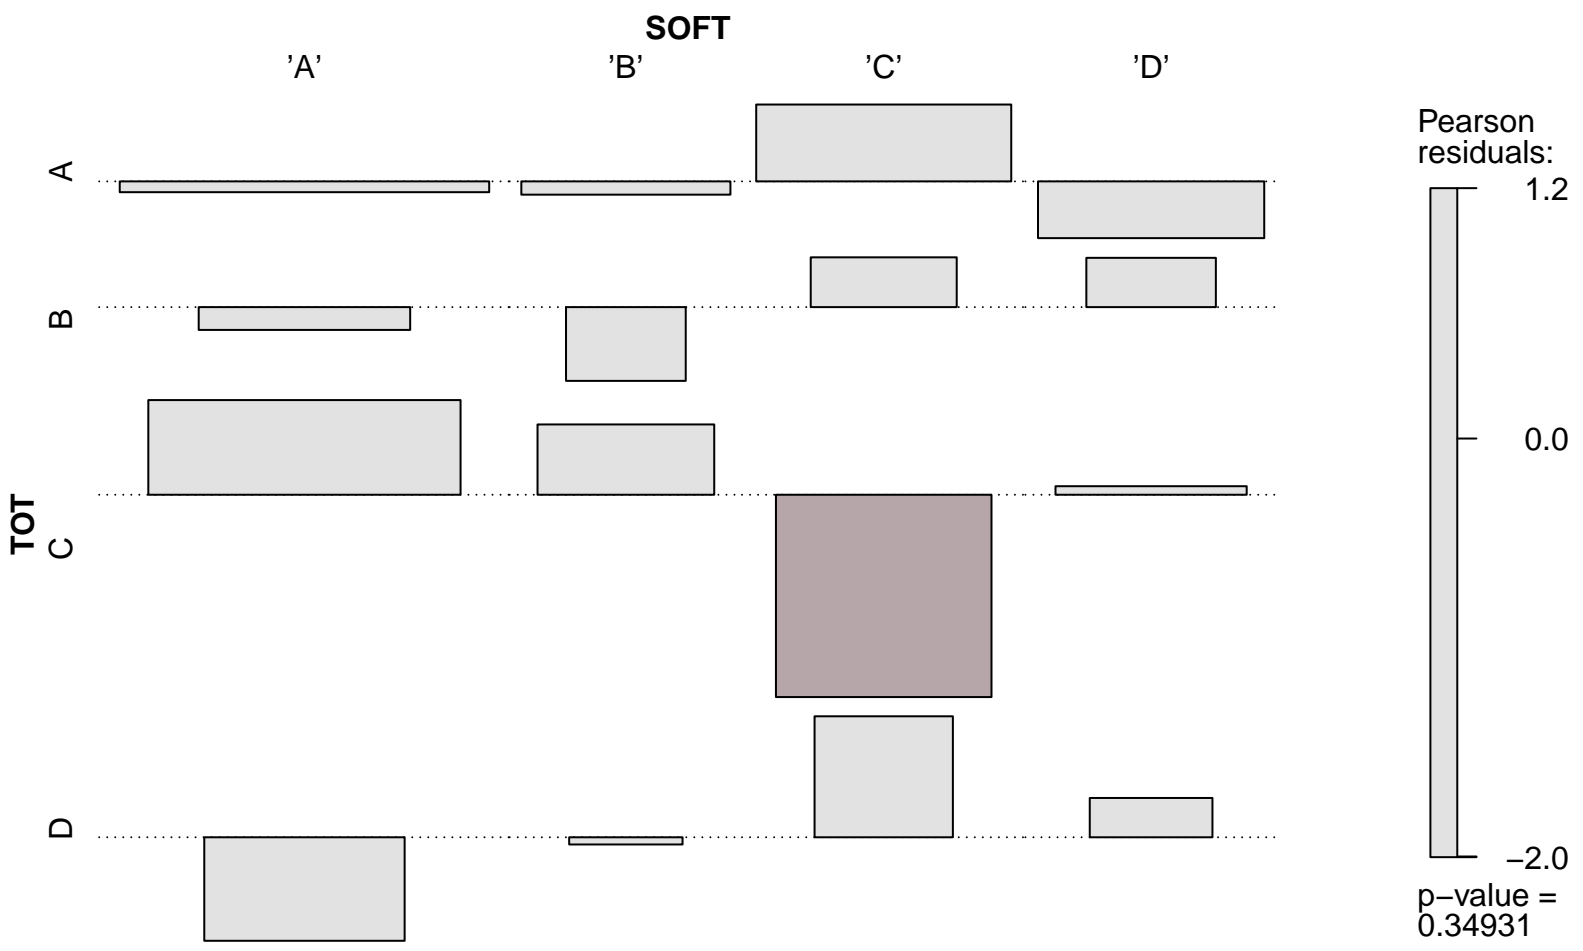 SOFT
’A’ ’B’ ’C’ ’D’
TOT
A
B
C
D
Pearson
residuals:
1.2
0.0
−2.0
p−value =
0.34931